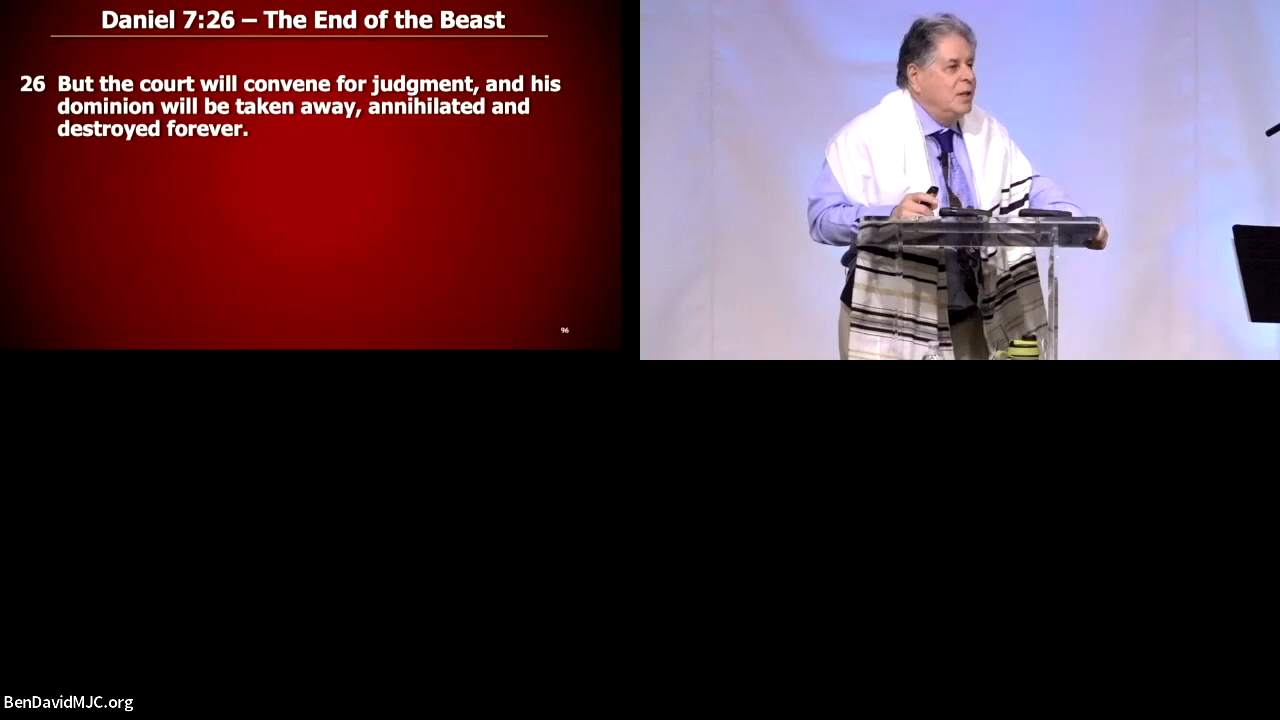 Daniel 7:26 – The End of the Beast
26 But the court will convene for judgment, and his
dominion will be taken away, annihilated and
destroyed forever.
96
BenDavidMJC.org